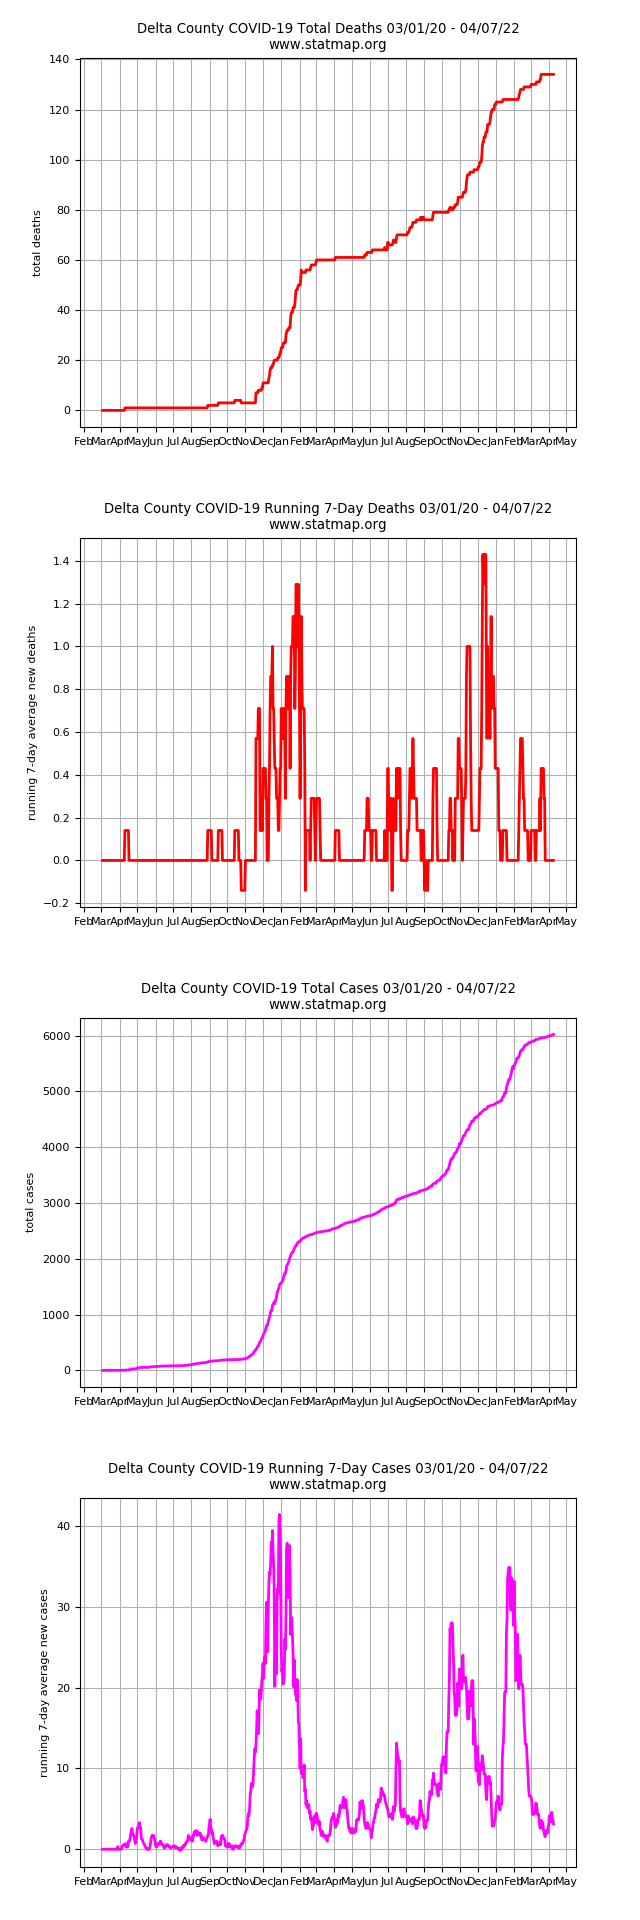 Delta County COVID-19 Total Deaths 03/01/20 - 04/07/22
www.statmap.org
140
120
100
80
60
40
20
0
total deaths
Feb Mar Apr May Jun Jul Aug Sep Oct Nov Dec Jan Feb Mar Apr May Jun Jul Aug Sep Oct Nov Dec Jan Feb Mar Apr May
Delta County COVID-19 Running 7-Day Deaths 03/01/20 - 04/07/22
www.statmap.org
1.4
1.2
1.0
0.8
0.6
0.4
0.2
0.0
−0.2
running 7-day average new deaths
Feb Mar Apr May Jun Jul Aug Sep Oct Nov Dec Jan Feb Mar Apr May Jun Jul Aug Sep Oct Nov Dec Jan Feb Mar Apr May
Delta County COVID-19 Total Cases 03/01/20 - 04/07/22
www.statmap.org
6000
5000
4000
3000
2000
1000
0
total cases
Feb Mar Apr May Jun Jul Aug Sep Oct Nov Dec Jan Feb Mar Apr May Jun Jul Aug Sep Oct Nov Dec Jan Feb Mar Apr May
Delta County COVID-19 Running 7-Day Cases 03/01/20 - 04/07/22
www.statmap.org
40
30
20
10
0
running 7-day average new cases
Feb Mar Apr May Jun Jul Aug Sep Oct Nov Dec Jan Feb Mar Apr May Jun Jul Aug Sep Oct Nov Dec Jan Feb Mar Apr May